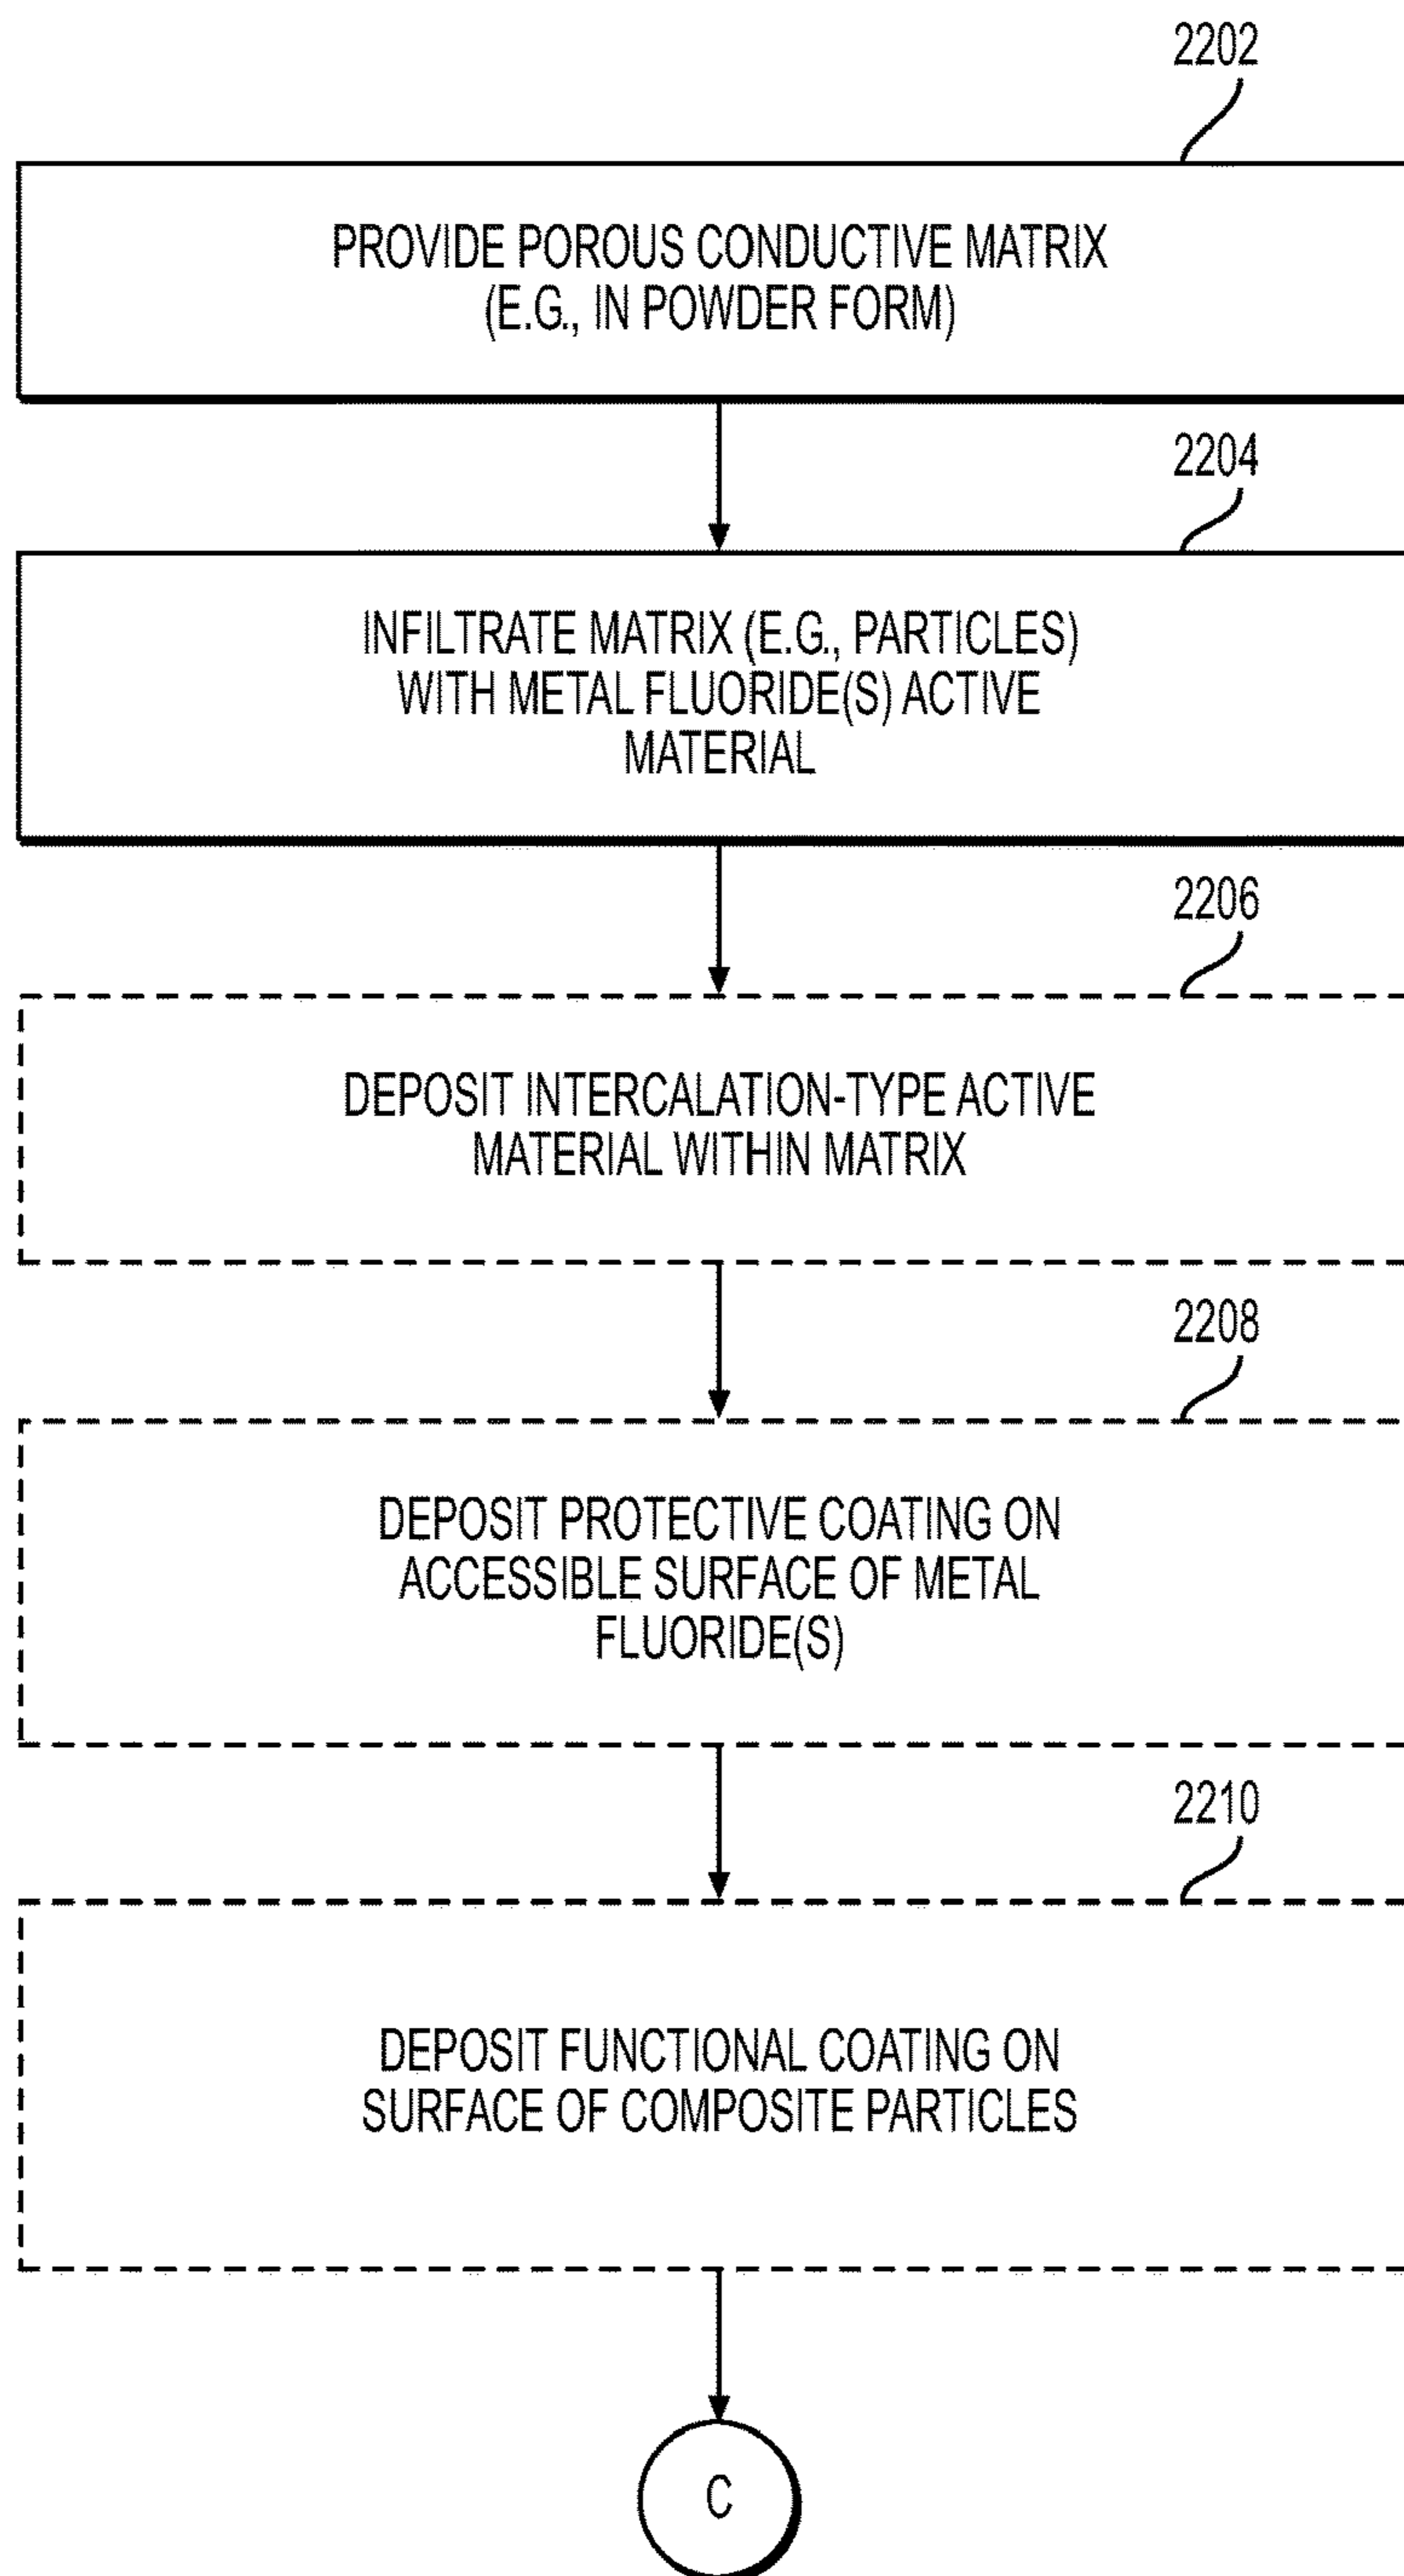 2202
PROVIDE POROUS CONDUCTIVE MATRIX
(E.G., IN POWDER FORM)
2204
INFILTRATE MATRIX (E.G., PARTICLES)
WITH METAL FLUORIDE(S) ACTIVE
MATERIAL
2206
DEPOSIT INTERCALATION-TYPE ACTIVE
MATERIAL WITHIN MATRIX
2208
DEPOSIT PROTECTIVE COATING ON
ACCESSIBLE SURFACE OF METAL
FLUORIDE(S)
2210
DEPOSIT FUNCTIONAL COATING ON
SURFACE OF COMPOSITE PARTICLES
C